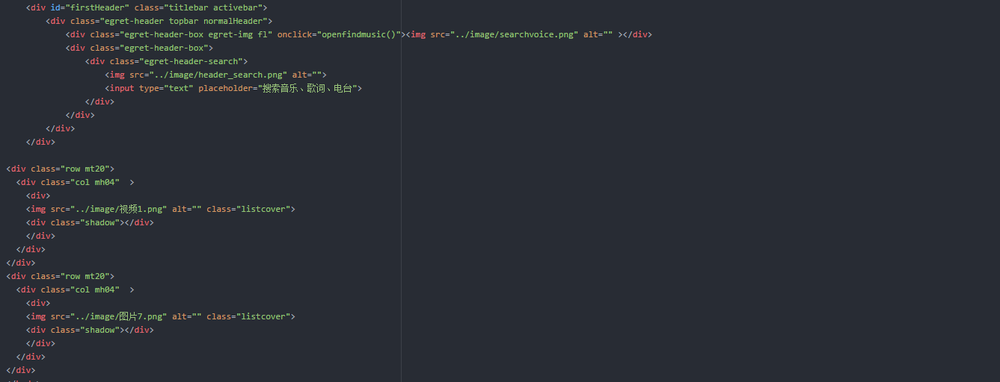 <div id="firstHeader" class="titlebar activebar">
<div class="egret-header topbar normalHeader">
<div class="egret-header-box egret-img fl" onclick="openfindmusic()"><img src="../image/searchvoice.png" alt="" ></div>
<div class="egret-header-box">
<div class="egret-header-search">
<img src="../image/header_search.png" alt="">
<input type="text" placeholder="搜索音乐、歌词、电台">
</div>
</div>
</div>
</div>
<div class="row mt20">
<div class="col mh04"  >
<div>
<img src="../image/视频1.png" alt="" class="listcover">
<div class="shadow"></div>
</div>
</div>
</div>
<div class="row mt20">
<div class="col mh04"  >
<div>
<img src="../image/图片7.png" alt="" class="listcover">
<div class="shadow"></div>
</div>
</div>
</div>